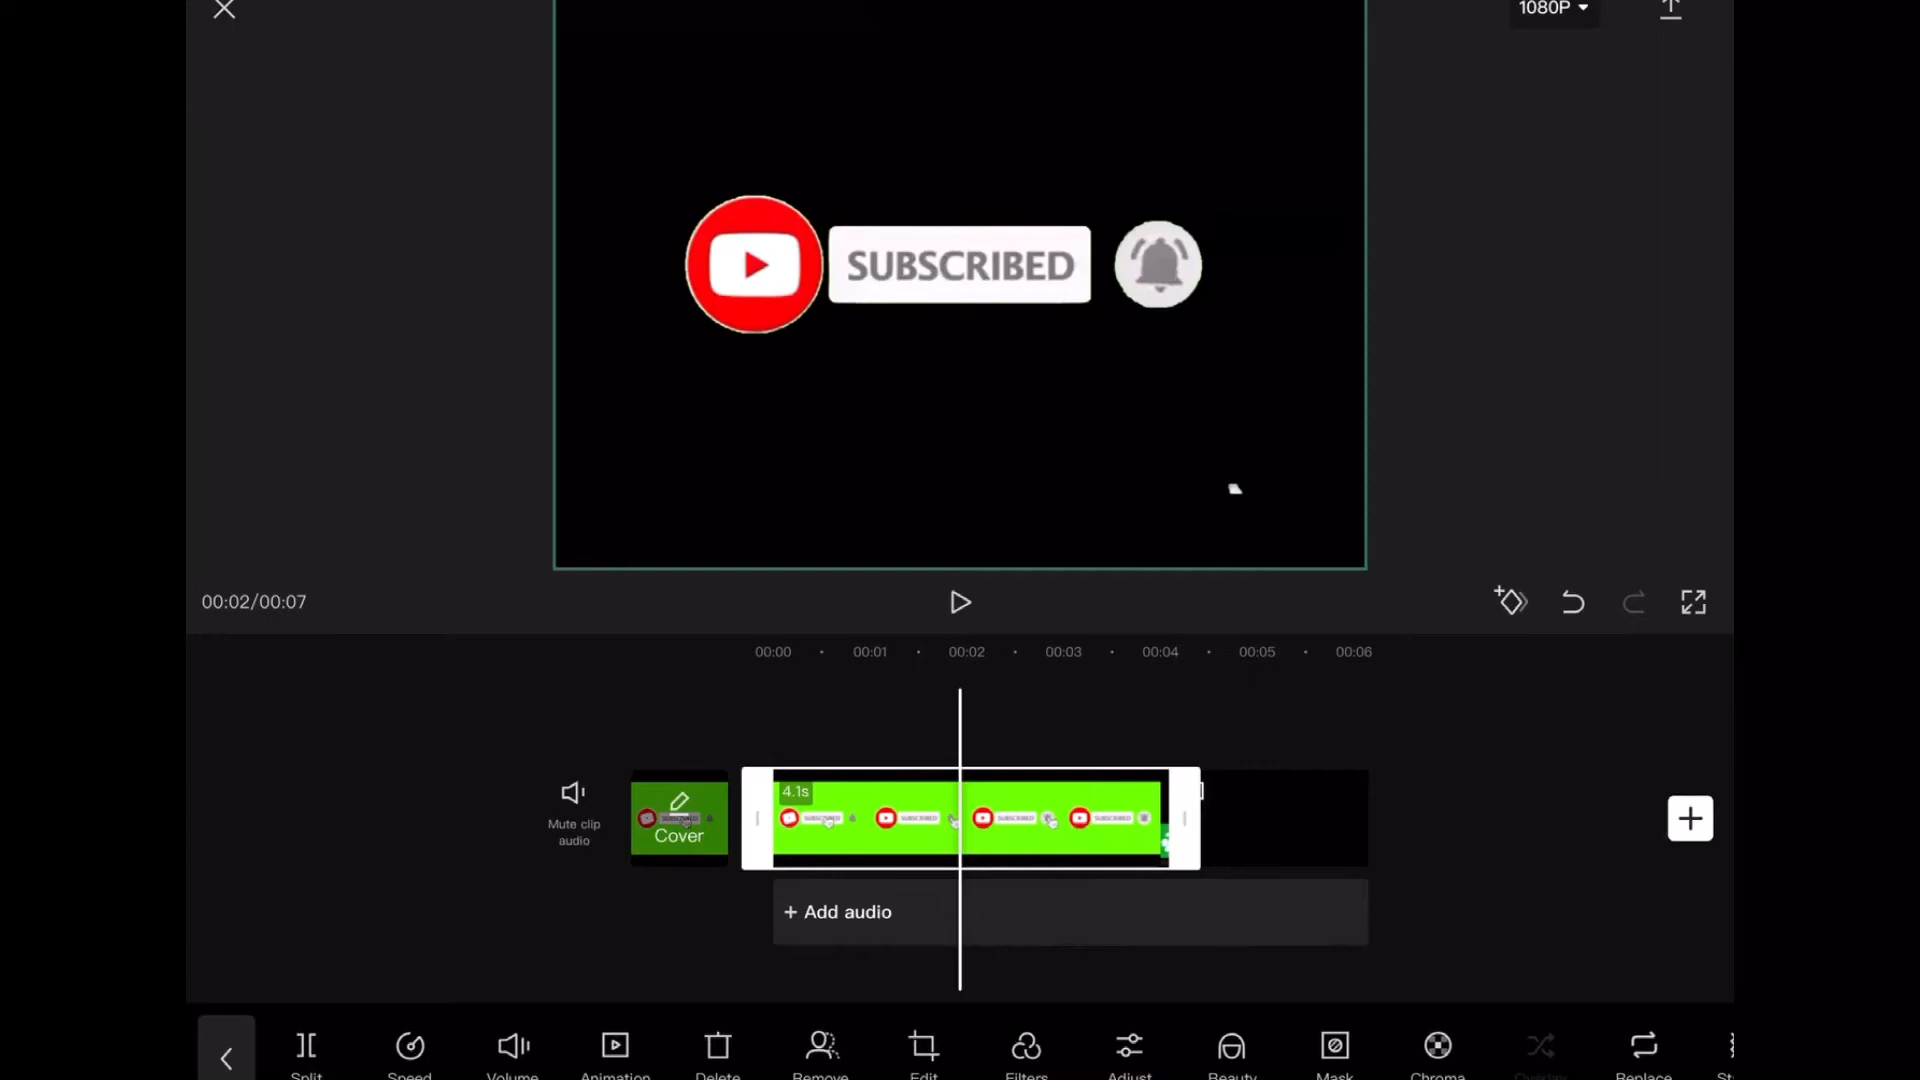 1080P
SUBSCRIBED
00:02/00:07
00:00 00:01 00:02 00:03 00:04 00:05 00:06
4.1s
Mute clip
audio
Cover
SUBSCRIBED SUBSCRIBED SUBSCRIBED SUBSCRIBED
+ Add audio
Split Speed Volume Animation Delete Remove Edit Filters Adjust Beauty Mask Chroma Overlay Replace